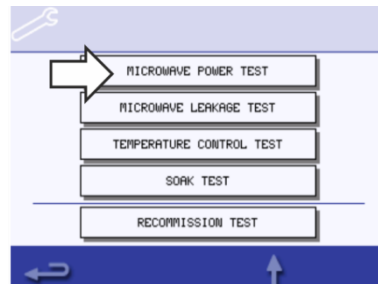 MICROWAVE POWER TEST
MICROWAVE LEAKAGE TEST
TEMPERATURE CONTROL TEST
SOAK TEST
RECOMMISSION TEST